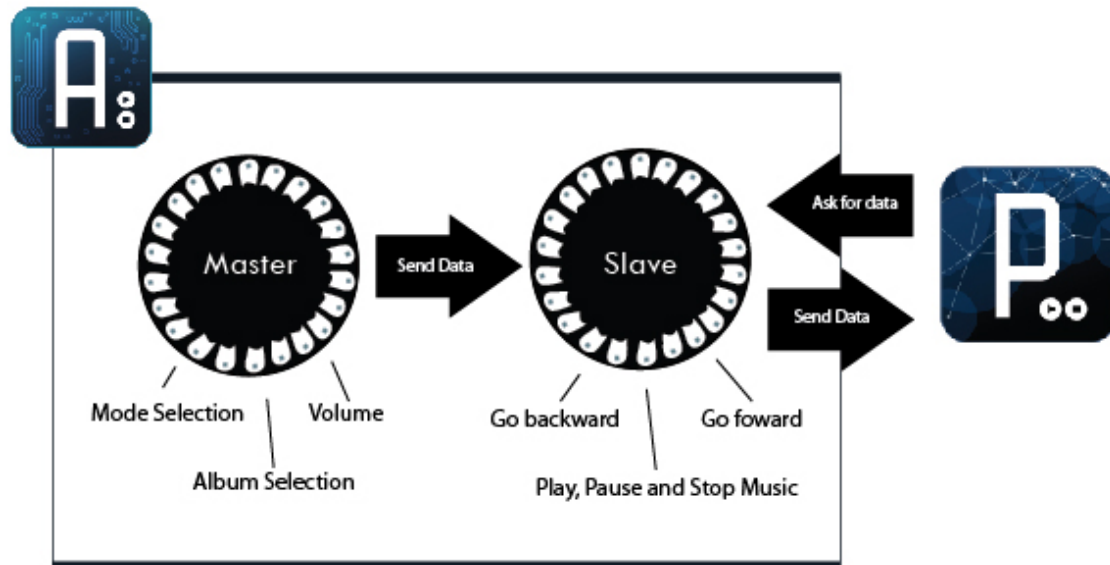 A
Master
Send Data
Slave
Ask for data
Send Data
P
Mode Selection
Volume
Album Selection
Go backward
Go foward
Play, Pause and Stop Music